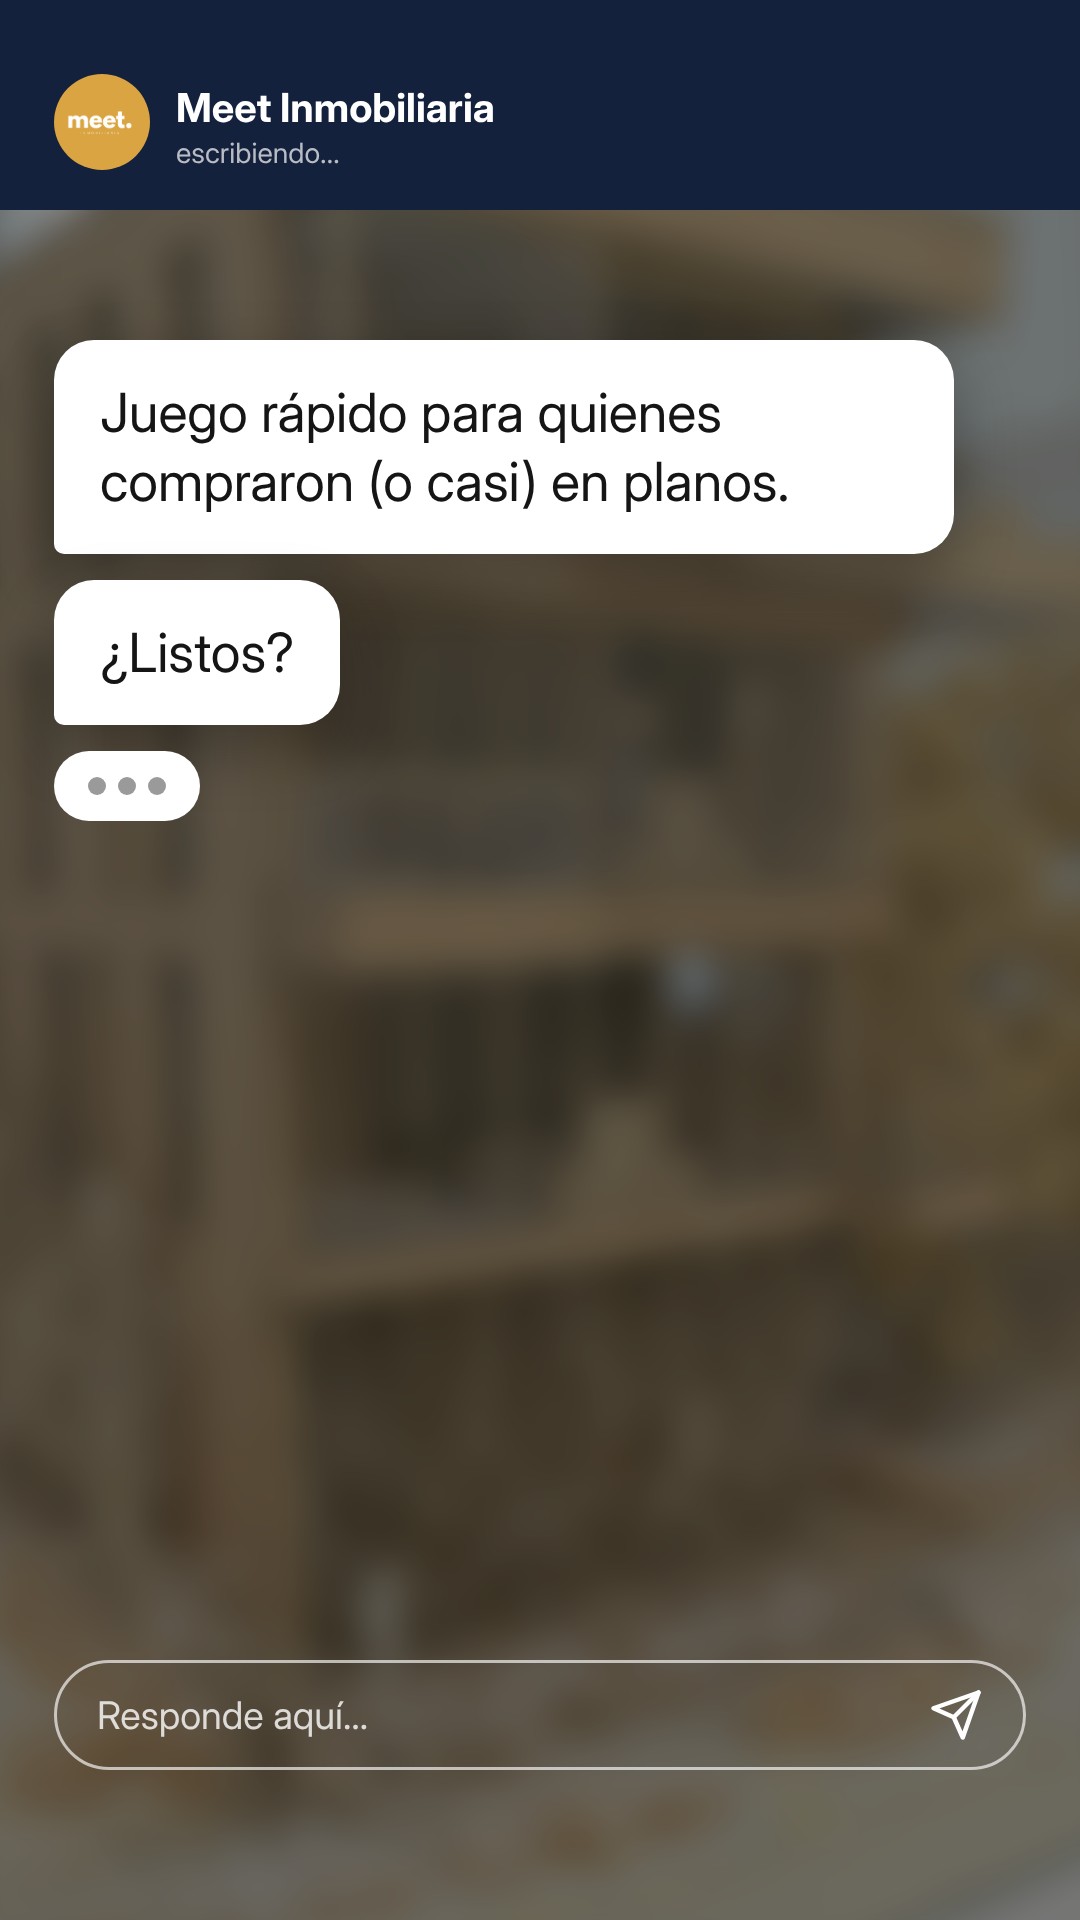 meet.
Meet Inmobiliaria
escribiendo...
Juego rápido para quienes
compraron (o casi) en planos.
¿Listos?
Responde aquí...